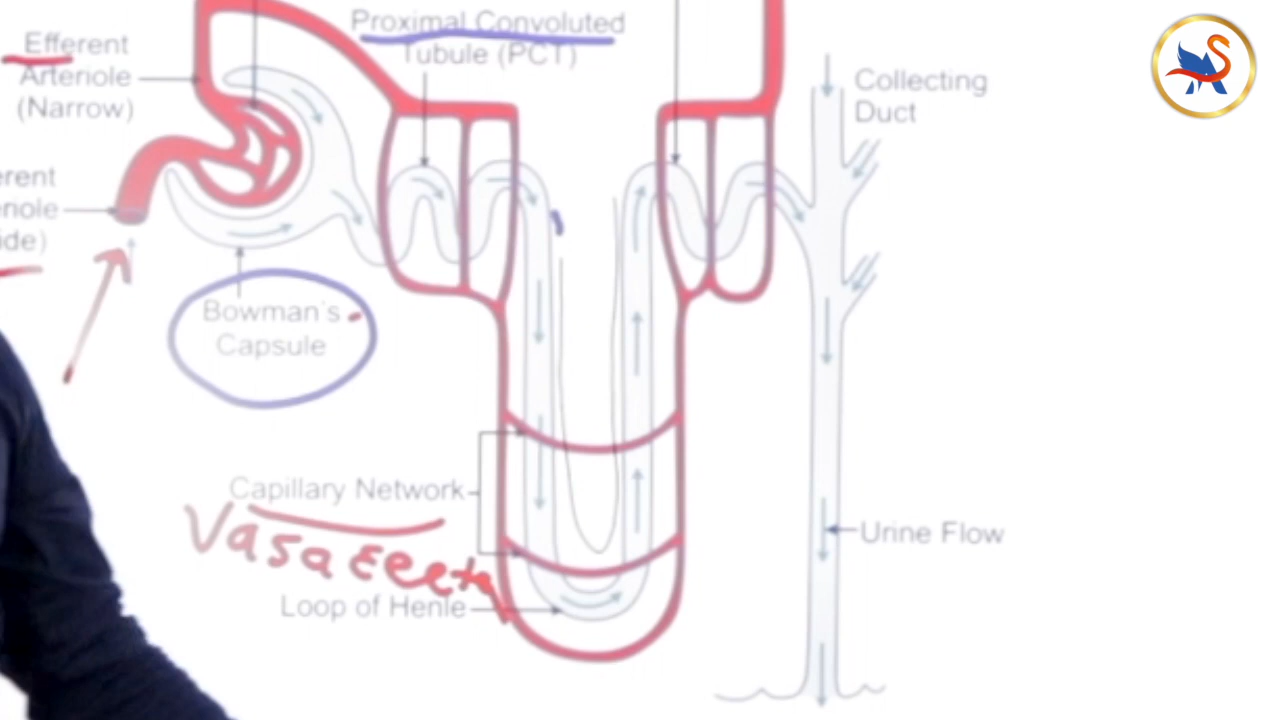 Proximal Convoluted
Tubule (PCT)
Efferent
Arteriole
(Narrow)
Collecting
Duct
Bowman's
Capsule
Capillary Network
Vasa
Loop of Henle
Urine Flow